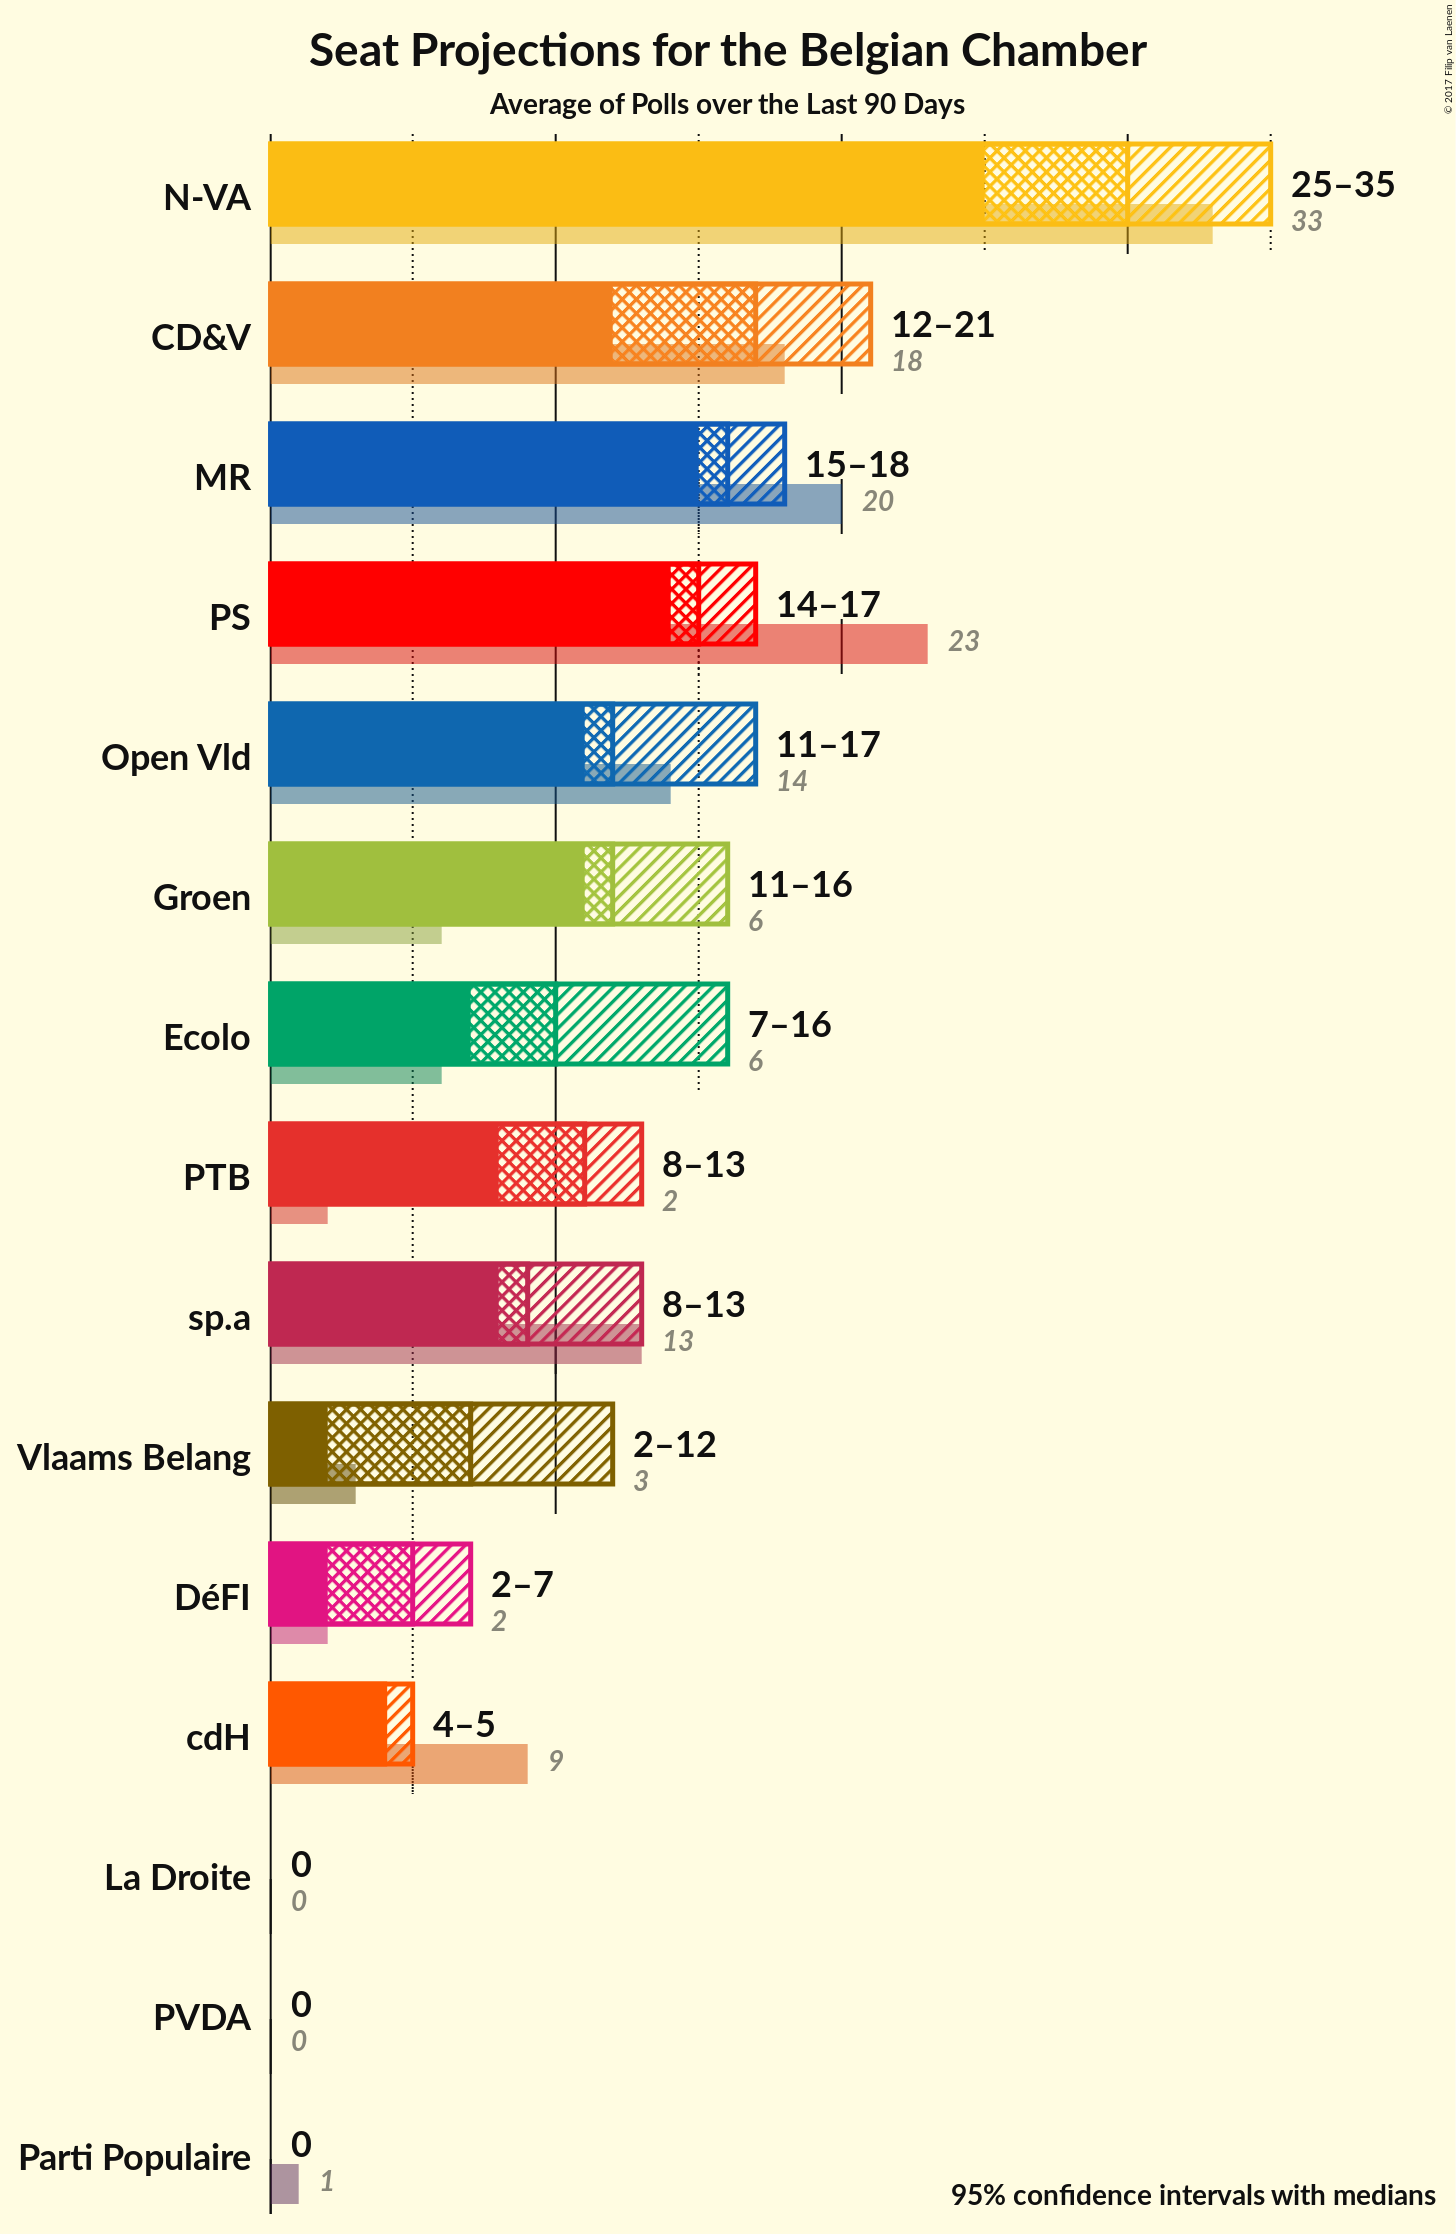 Seat Projections for the Belgian Chamber
Average of Polls over the Last 90 Days
© 2017 Filip van Laenen
N-VA
25–35
33
CD&V
12–21
18
MR
15–18
20
PS
14–17
23
Open Vld
11–17
14
Groen
11–16
6
Ecolo
7–16
6
PTB
8–13
2
sp.a
8–13
13
Vlaams Belang
2–12
3
DéFI
2–7
2
cdH
4–5
9
La Droite
0
0
PVDA
0
0
Parti Populaire
0
1
95% confidence intervals with medians